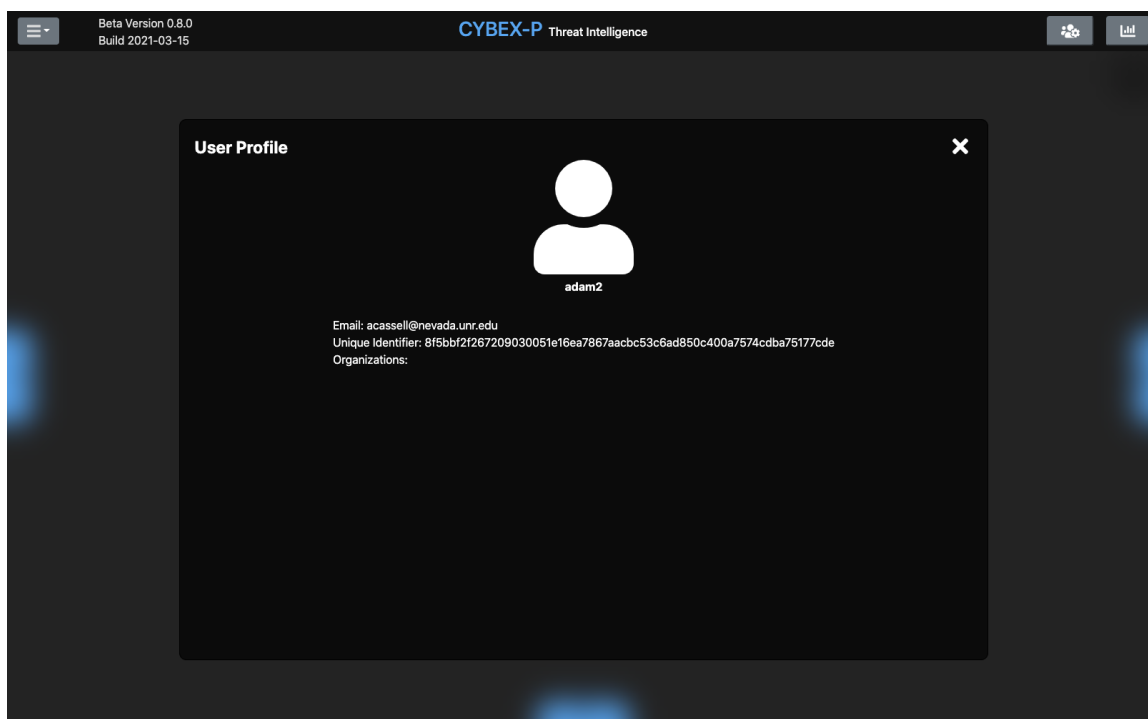 Beta Version 0.8.0
Build 2021-03-15
CYBEX-P Threat Intelligence
User Profile
adam2
Email: acassell@nevada.unr.edu
Unique Identifier: 8f5bbf2f267209030051e16ea7867aacbc53c6ad850c400a7574cdba75177cde
Organizations: